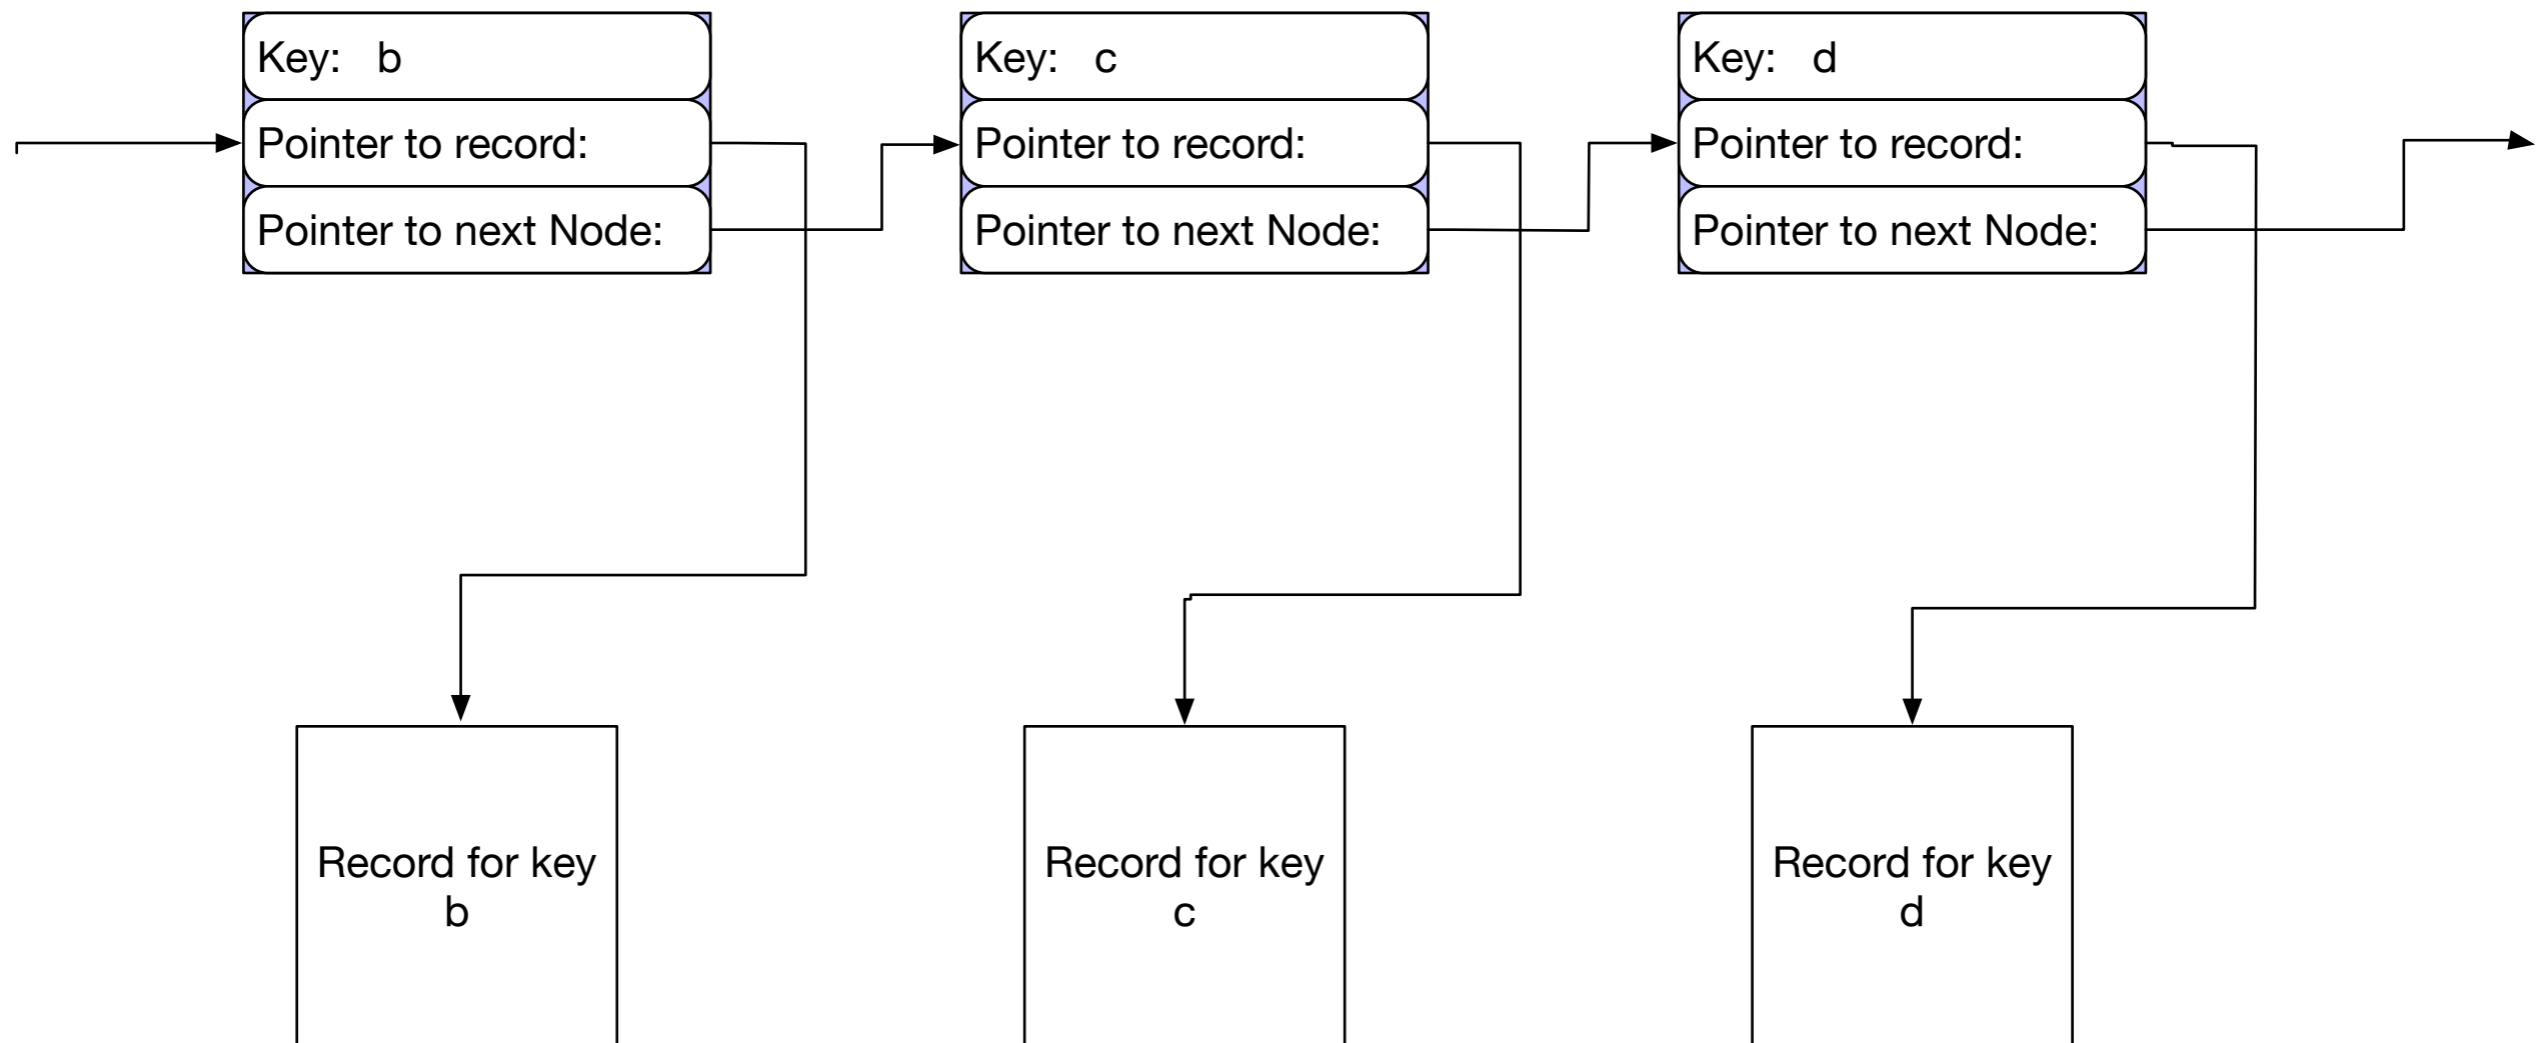 Key:   b
Pointer to record:
Pointer to next Node:
Key:   c
Pointer to record:
Pointer to next Node:
Key:   d
Pointer to record:
Pointer to next Node:
Record for key
b
Record for key
c
Record for key
d